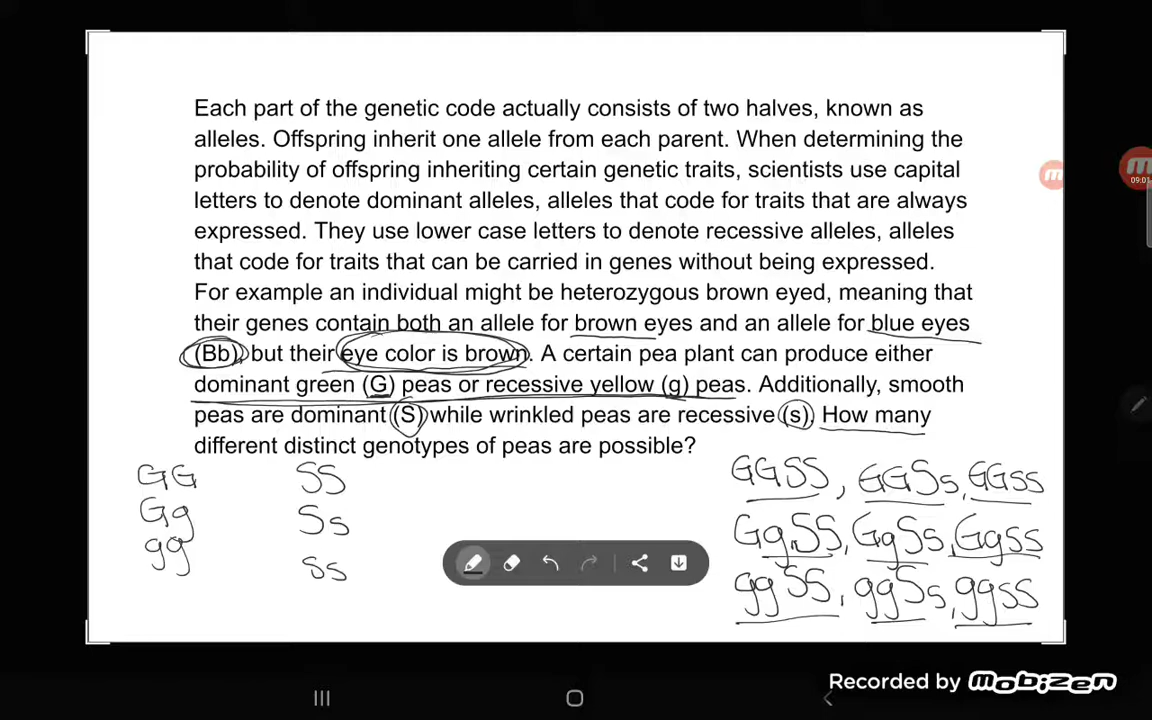 Each part of the genetic code actually consists of two halves, known as
alleles. Offspring inherit one allele from each parent. When determining the
probability of offspring inheriting certain genetic traits, scientists use capital
letters to denote dominant alleles, alleles that code for traits that are always
expressed. They use lower case letters to denote recessive alleles, alleles
that code for traits that can be carried in genes without being expressed.
For example an individual might be heterozygous brown eyed, meaning that
their genes contain both an allele for brown eyes and an allele for blue eyes
(Bb), but their eye color is brown. A certain pea plant can produce either
dominant green (G) peas or recessive yellow (g) peas. Additionally, smooth
peas are dominant (S) while wrinkled peas are recessive (s). How many
different distinct genotypes of peas are possible?
GG SS GGSS, GGSs, GGss
Gg Ss GgSS, GgSs, Ggss
gg ss ggSS, ggSs, ggss
09:01
Recorded by mobizen